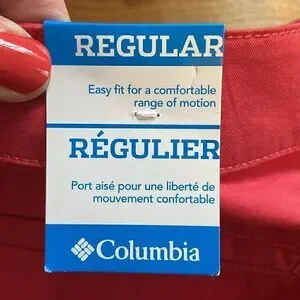 REGULAR
Easy fit for a comfortable
range of motion
RÉGULIER
Port aisé pour une liberté de
mouvement confortable
Columbia